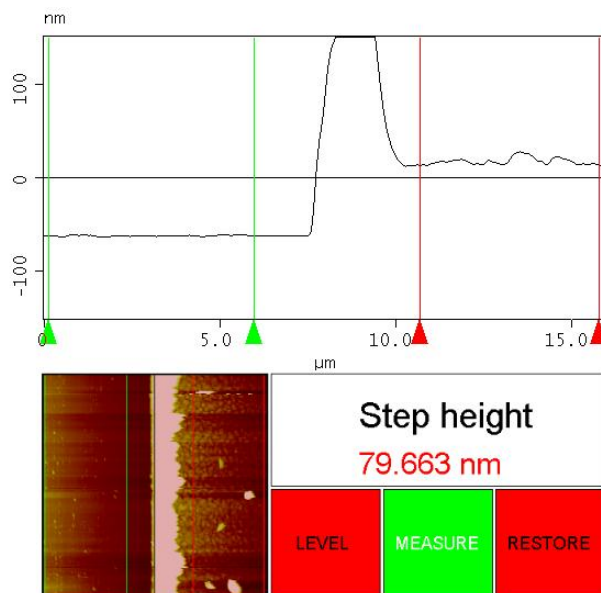 nm
100
0
-100
0 5.0 10.0 15.0
μm
Step height
79.663 nm
LEVEL MEASURE RESTORE